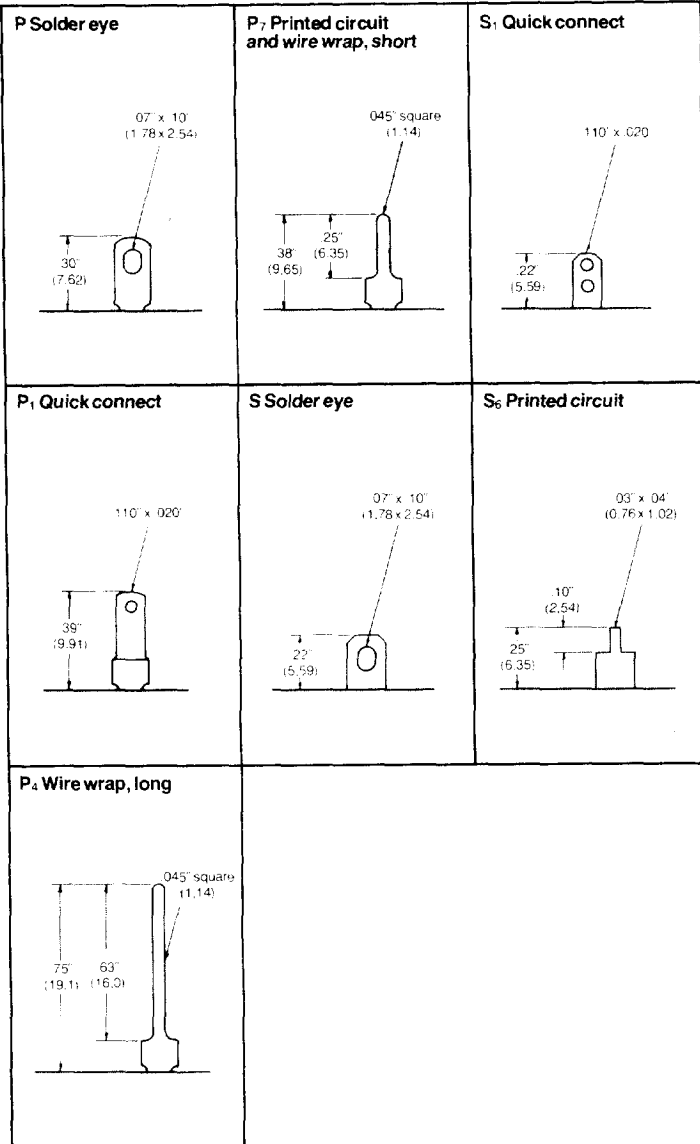 P Solder eye
.07" x .10"
(1.78 x 2.54)
.30"
(7.62)
P₇ Printed circuit
and wire wrap, short
.045" square
(1.14)
.38"
(9.65)
.25"
(6.35)
S₁ Quick connect
.110" x .020
.22"
(5.59)
P₁ Quick connect
.110" x .020"
.39"
(9.91)
S Solder eye
.07" x .10"
(1.78 x 2.54)
.22"
(5.59)
S₆ Printed circuit
.03" x .04"
(0.76 x 1.02)
.10"
(2.54)
.25"
(6.35)
P₄ Wire wrap, long
.045" square
(1.14)
.75"
(19.1)
.63"
(16.0)